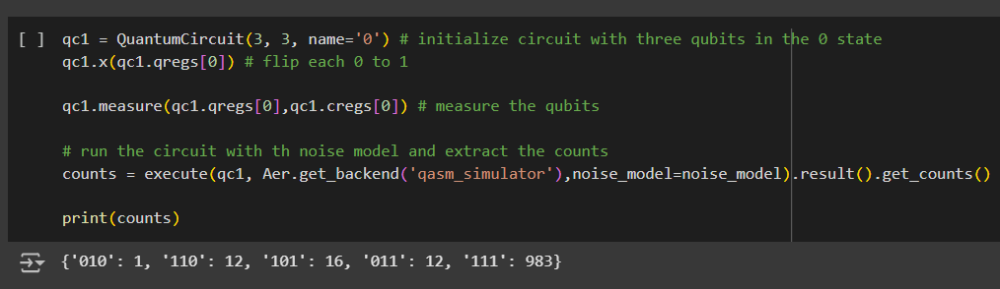 [ ] qc1 = QuantumCircuit(3, 3, name='0') # initialize circuit with three qubits in the 0 state
qc1.x(qc1.qregs[0]) # flip each 0 to 1
qc1.measure(qc1.qregs[0],qc1.cregs[0]) # measure the qubits
# run the circuit with th noise model and extract the counts
counts = execute(qc1, Aer.get_backend('qasm_simulator'),noise_model=noise_model).result().get_counts()
print(counts)
{'010': 1, '110': 12, '101': 16, '011': 12, '111': 983}